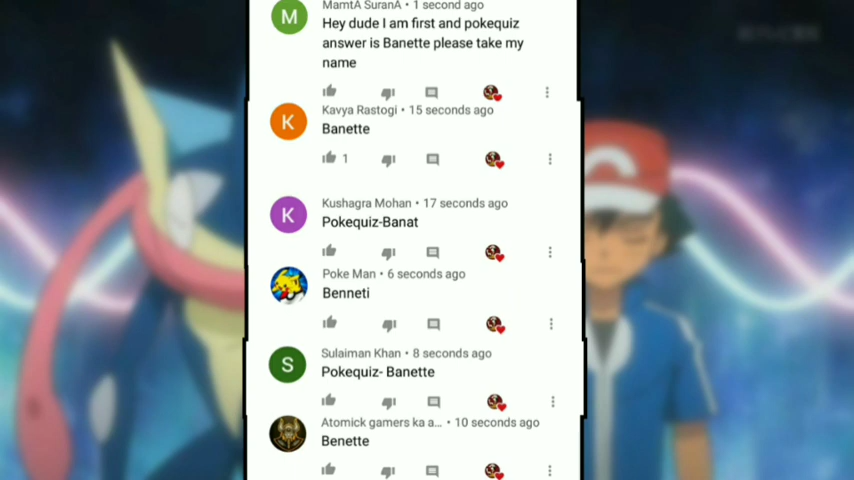 MamtA SuranA • 1 second ago
Hey dude I am first and pokequiz
answer is Banette please take my
name
Kavya Rastogi • 15 seconds ago
Banette
1
Kushagra Mohan • 17 seconds ago
Pokequiz-Banat
Poke Man • 6 seconds ago
Benneti
Sulaiman Khan • 8 seconds ago
Pokequiz- Banette
Atomick gamers ka a... • 10 seconds ago
Benette
M
K
K
S